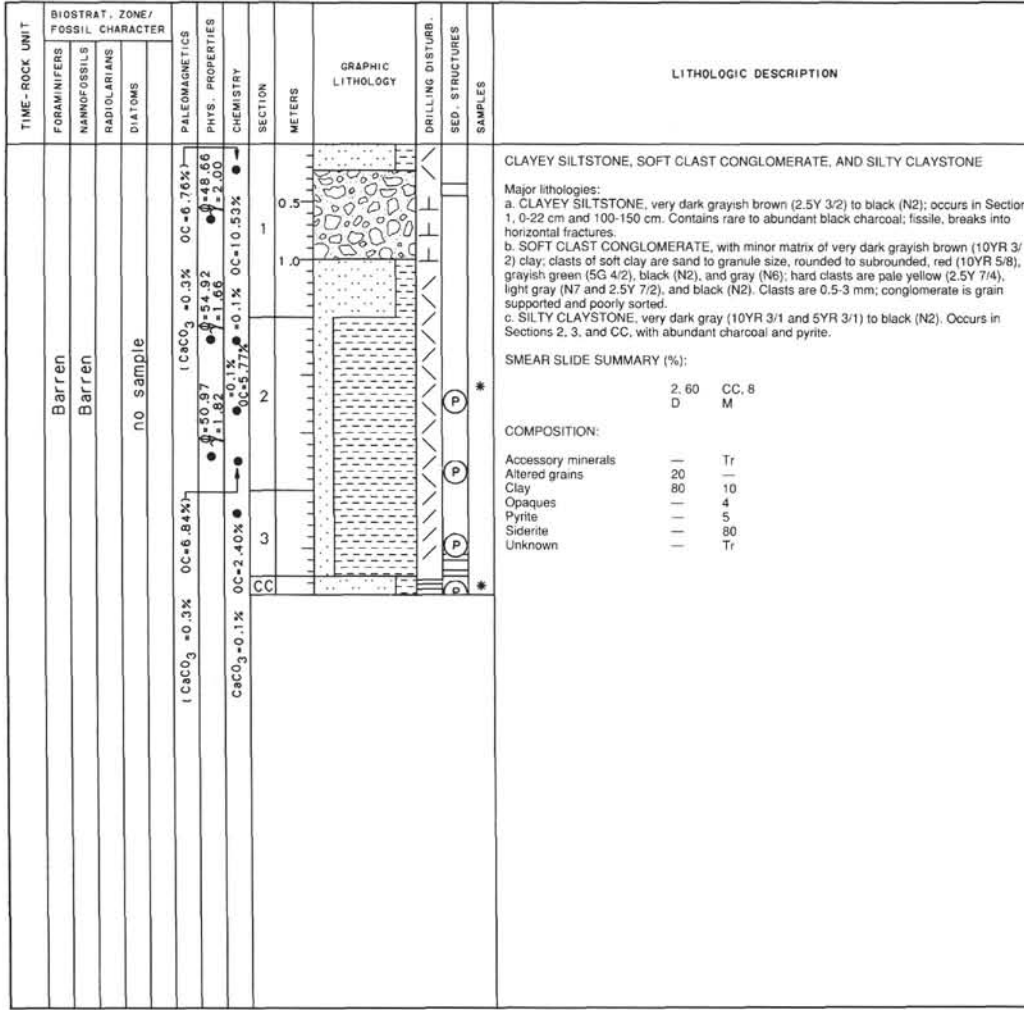 TIME-ROCK UNIT
BIOSTRAT. ZONE/
FOSSIL CHARACTER
FORAMINIFERS
NANNOFOSSILS
RADIOLARIANS
DIATOMS
PALEOMAGNETICS
PHYS. PROPERTIES
CHEMISTRY
SECTION
METERS
GRAPHIC
LITHOLOGY
DRILLING DISTURB.
SED. STRUCTURES
SAMPLES
LITHOLOGIC DESCRIPTION
Barren
Barren
no sample
(CaCO3 =0.3% OC=6.76%)
(CaCO3 =0.3% OC=6.84%)
=48.66
=2.00
=54.92
=1.66
=50.97
=1.82
=0.1% OC=10.53%
=0.1%
OC=5.77%
CaCO3=0.1% OC=2.40%
1
2
3
CC
0.5
1.0
P
P
P
P
*
*
CLAYEY SILTSTONE, SOFT CLAST CONGLOMERATE, AND SILTY CLAYSTONE
Major lithologies:
a. CLAYEY SILTSTONE, very dark grayish brown (2.5Y 3/2) to black (N2); occurs in Section
1, 0-22 cm and 100-150 cm. Contains rare to abundant black charcoal; fissile, breaks into
horizontal fractures.
b. SOFT CLAST CONGLOMERATE, with minor matrix of very dark grayish brown (10YR 3/
2) clay; clasts of soft clay are sand to granule size, rounded to subrounded, red (10YR 5/8),
grayish green (5G 4/2), black (N2), and gray (N6); hard clasts are pale yellow (2.5Y 7/4),
light gray (N7 and 2.5Y 7/2), and black (N2). Clasts are 0.5-3 mm; conglomerate is grain
supported and poorly sorted.
c. SILTY CLAYSTONE, very dark gray (10YR 3/1 and 5YR 3/1) to black (N2). Occurs in
Sections 2, 3, and CC, with abundant charcoal and pyrite.
SMEAR SLIDE SUMMARY (%):
2, 60 CC, 8
D M
COMPOSITION:
Accessory minerals — Tr
Altered grains 20 —
Clay 80 10
Opaques — 4
Pyrite — 5
Siderite — 80
Unknown — Tr